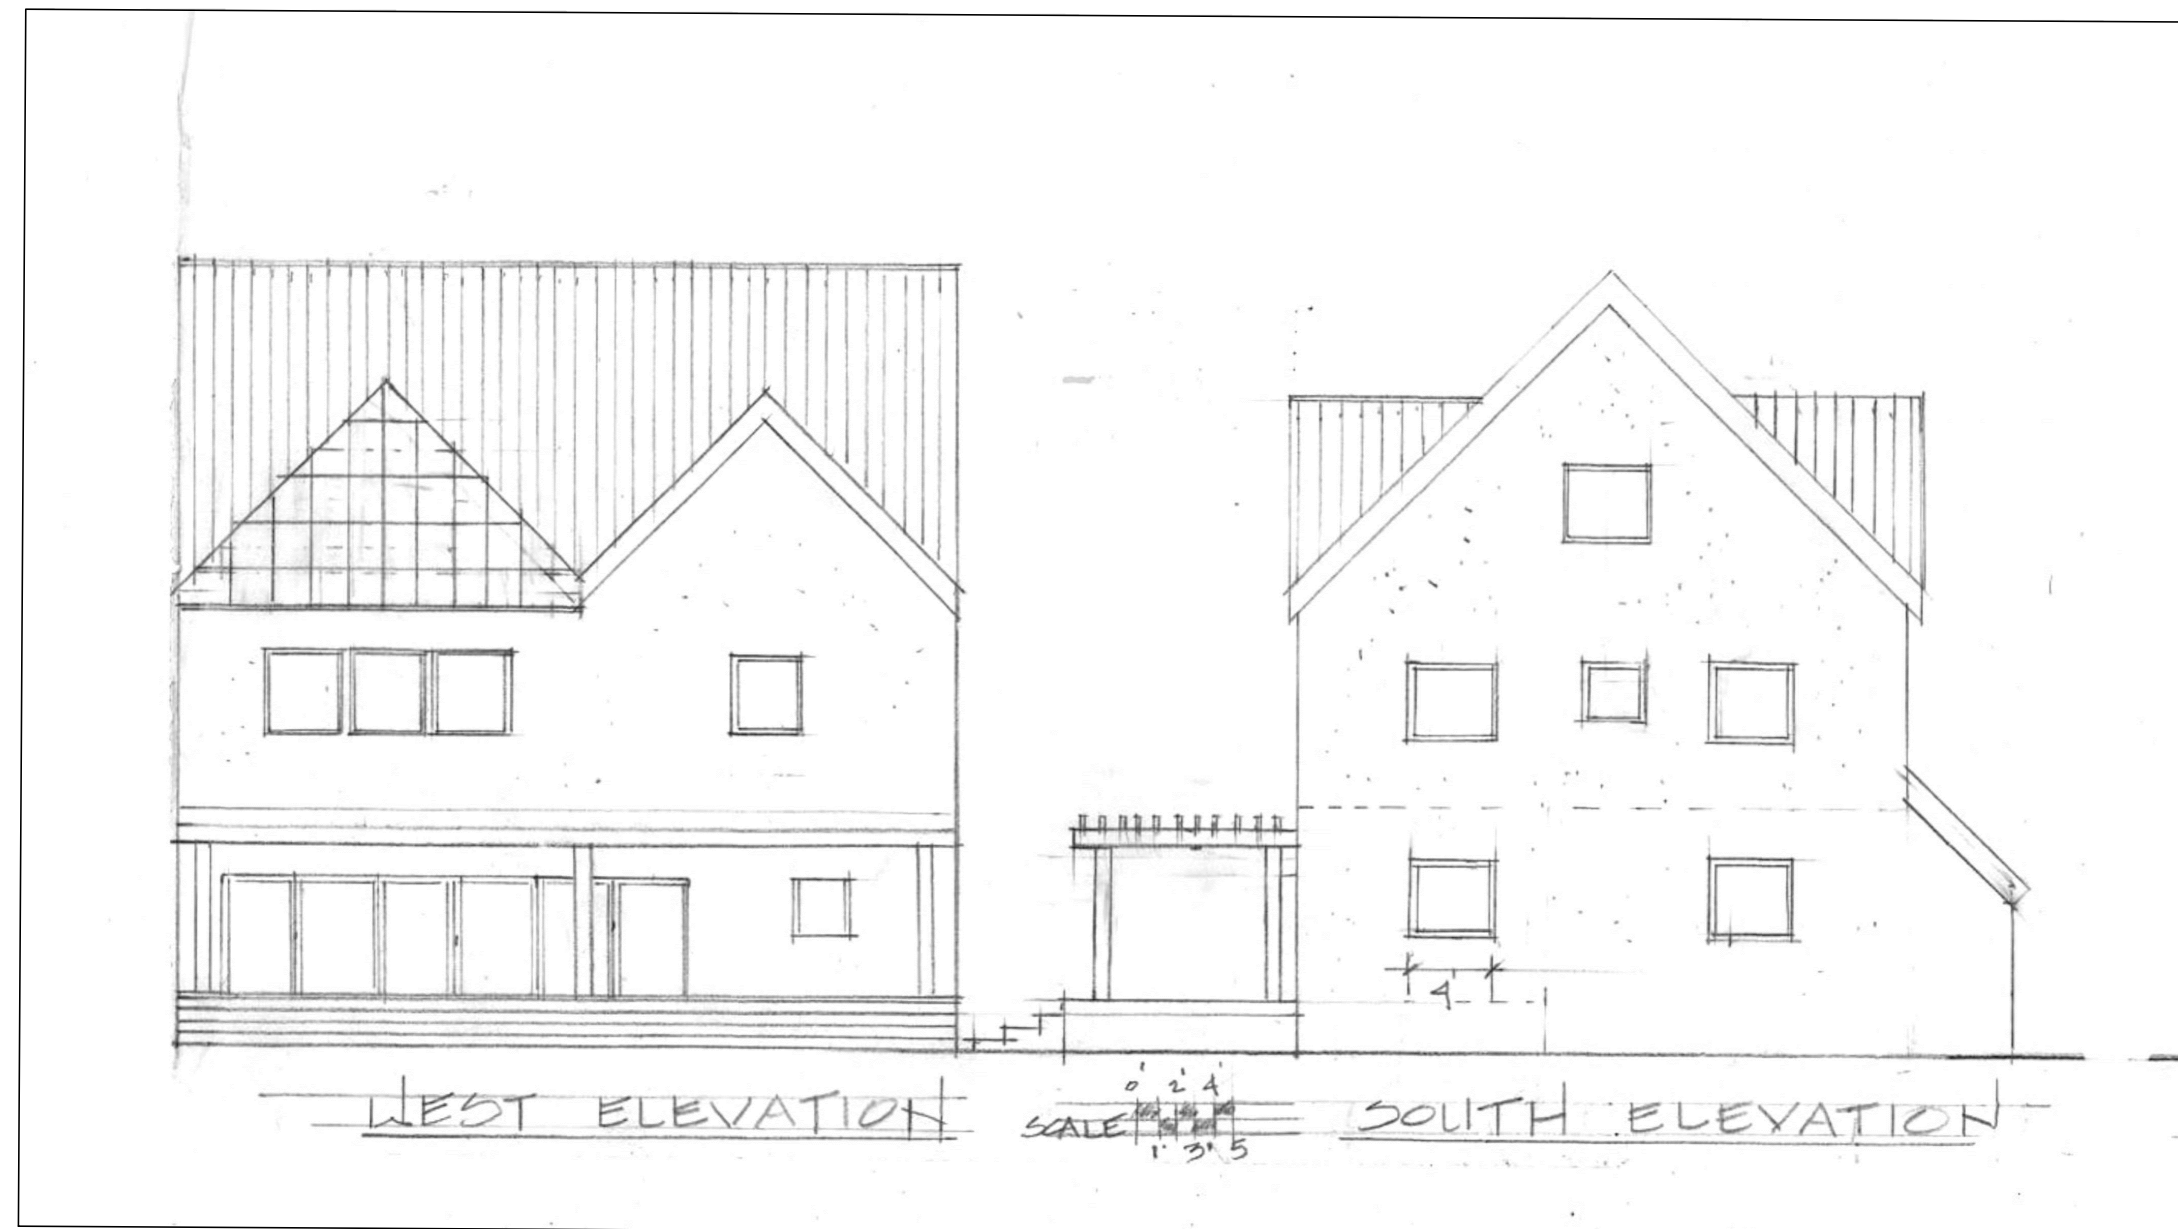 4'
WEST ELEVATION
0' 2' 4'
SCALE
1' 3' 5
SOUTH ELEVATION